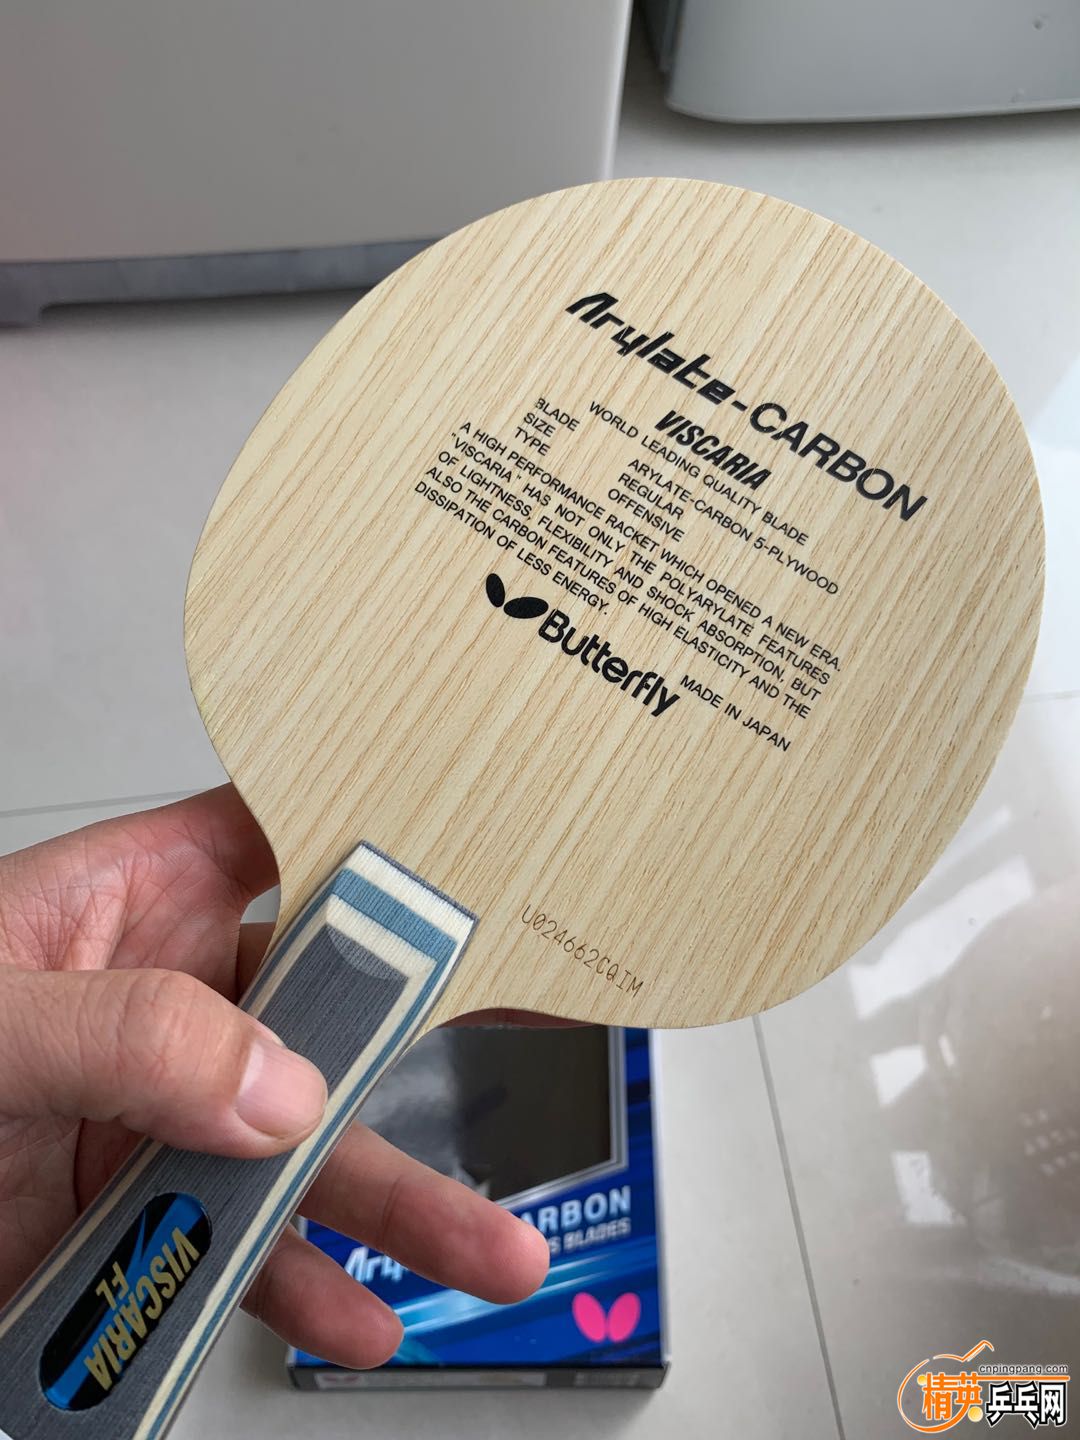 Arylate-CARBON
VISCARIA
WORLD LEADING QUALITY BLADE
BLADE ARYLATE-CARBON 5-PLYWOOD
SIZE REGULAR
TYPE OFFENSIVE
A HIGH PERFORMANCE RACKET WHICH OPENED A NEW ERA.
"VISCARIA" HAS NOT ONLY THE POLYARYLATE FEATURES
OF LIGHTNESS, FLEXIBILITY AND SHOCK ABSORPTION, BUT
ALSO THE CARBON FEATURES OF HIGH ELASTICITY AND THE
DISSIPATION OF LESS ENERGY.
Butterfly MADE IN JAPAN
U024662CQIM
VISCARIA
FL
ARBON
S BLADES
Ary
cnpingpang.com
精英乒乓网